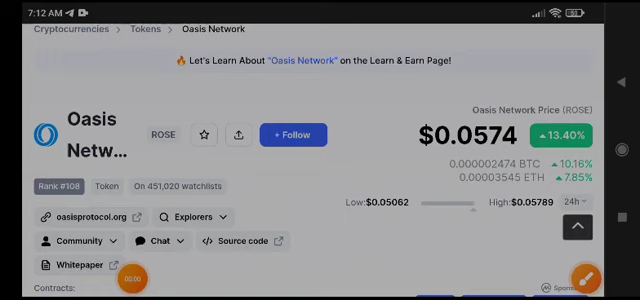 7:12 AM
Cryptocurrencies > Tokens > Oasis Network
🔥 Let's Learn About "Oasis Network" on the Learn & Earn Page!
Oasis Netw...
ROSE
+ Follow
Rank #108
Token
On 451,020 watchlists
oasisprotocol.org
Explorers
Community
Chat
Source code
Whitepaper
00:00
Contracts:
Oasis Network Price (ROSE)
$0.0574
13.40%
0.000002474 BTC 10.16%
0.00003545 ETH 7.85%
Low: $0.05062
High: $0.05789
24h